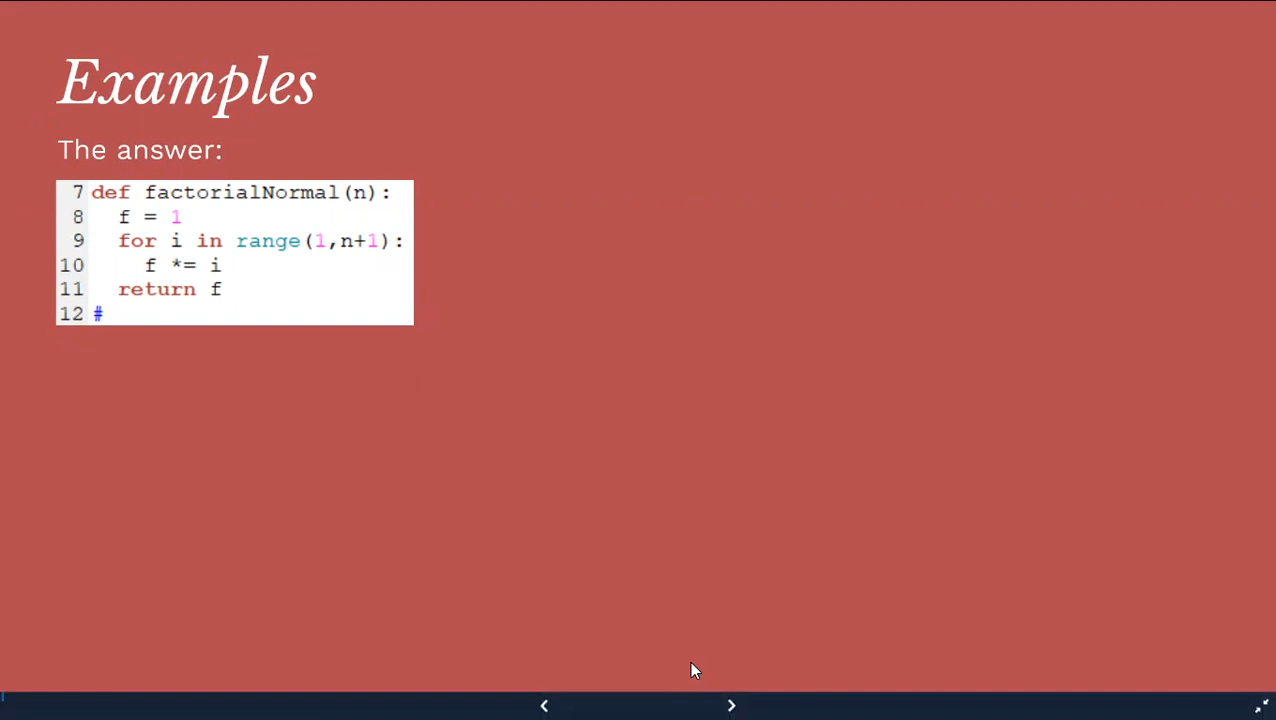 Examples
The answer:
7 def factorialNormal(n):
8   f = 1
9   for i in range(1,n+1):
10     f *= i
11   return f
12 #